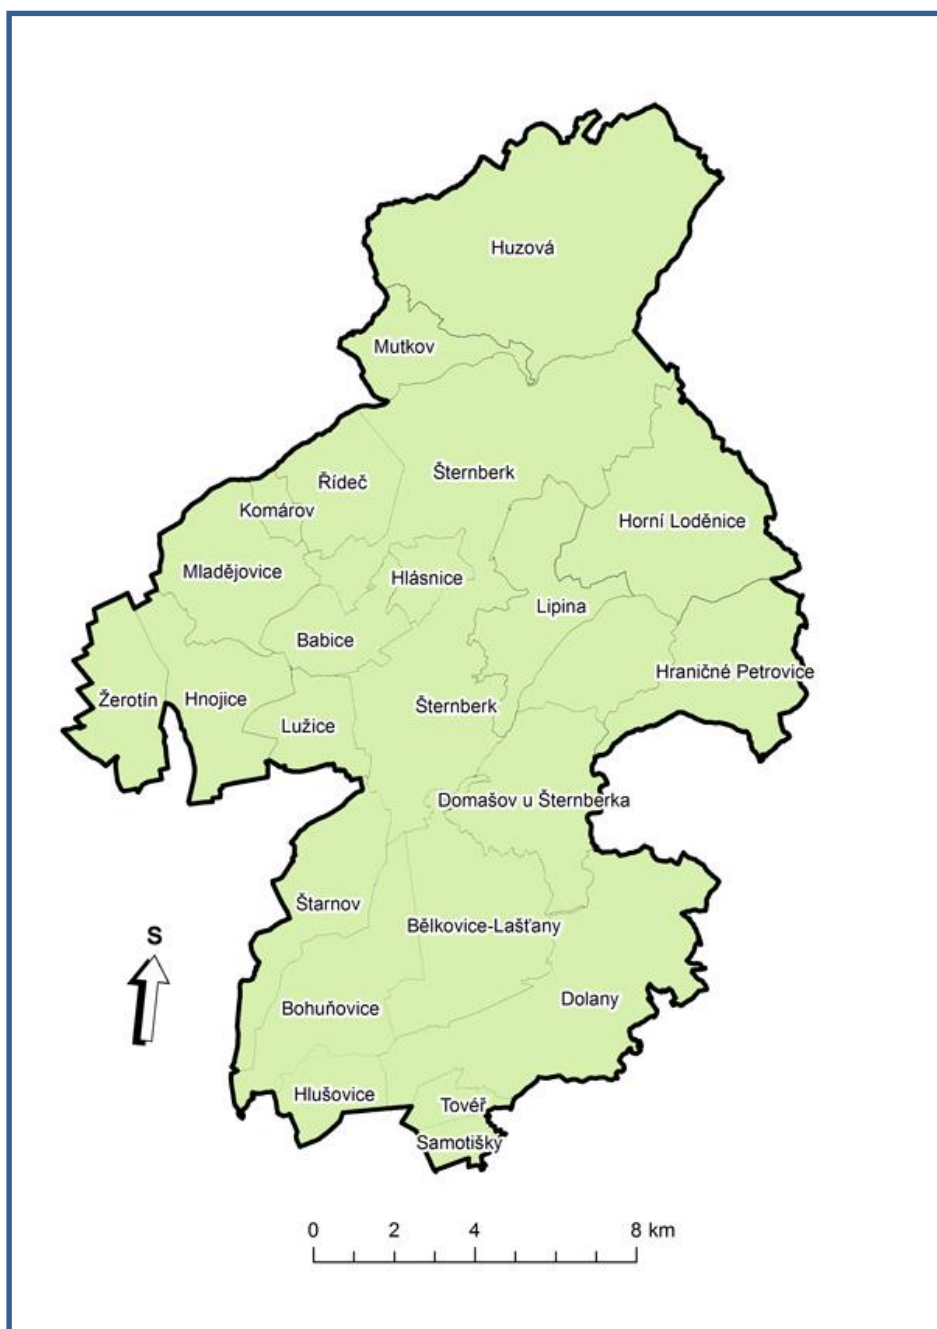 Huzová
Mutkov
Šternberk
Řídeč
Komárov
Horní Loděnice
Mladějovice
Hlásnice
Lipina
Babice
Hraničné Petrovice
Žerotín
Hnojice
Šternberk
Lužice
Domašov u Šternberka
Štarnov
Bělkovice-Lašťany
S
Dolany
Bohuňovice
Hlušovice
Tovéř
Samotišky
0 2 4 8 km